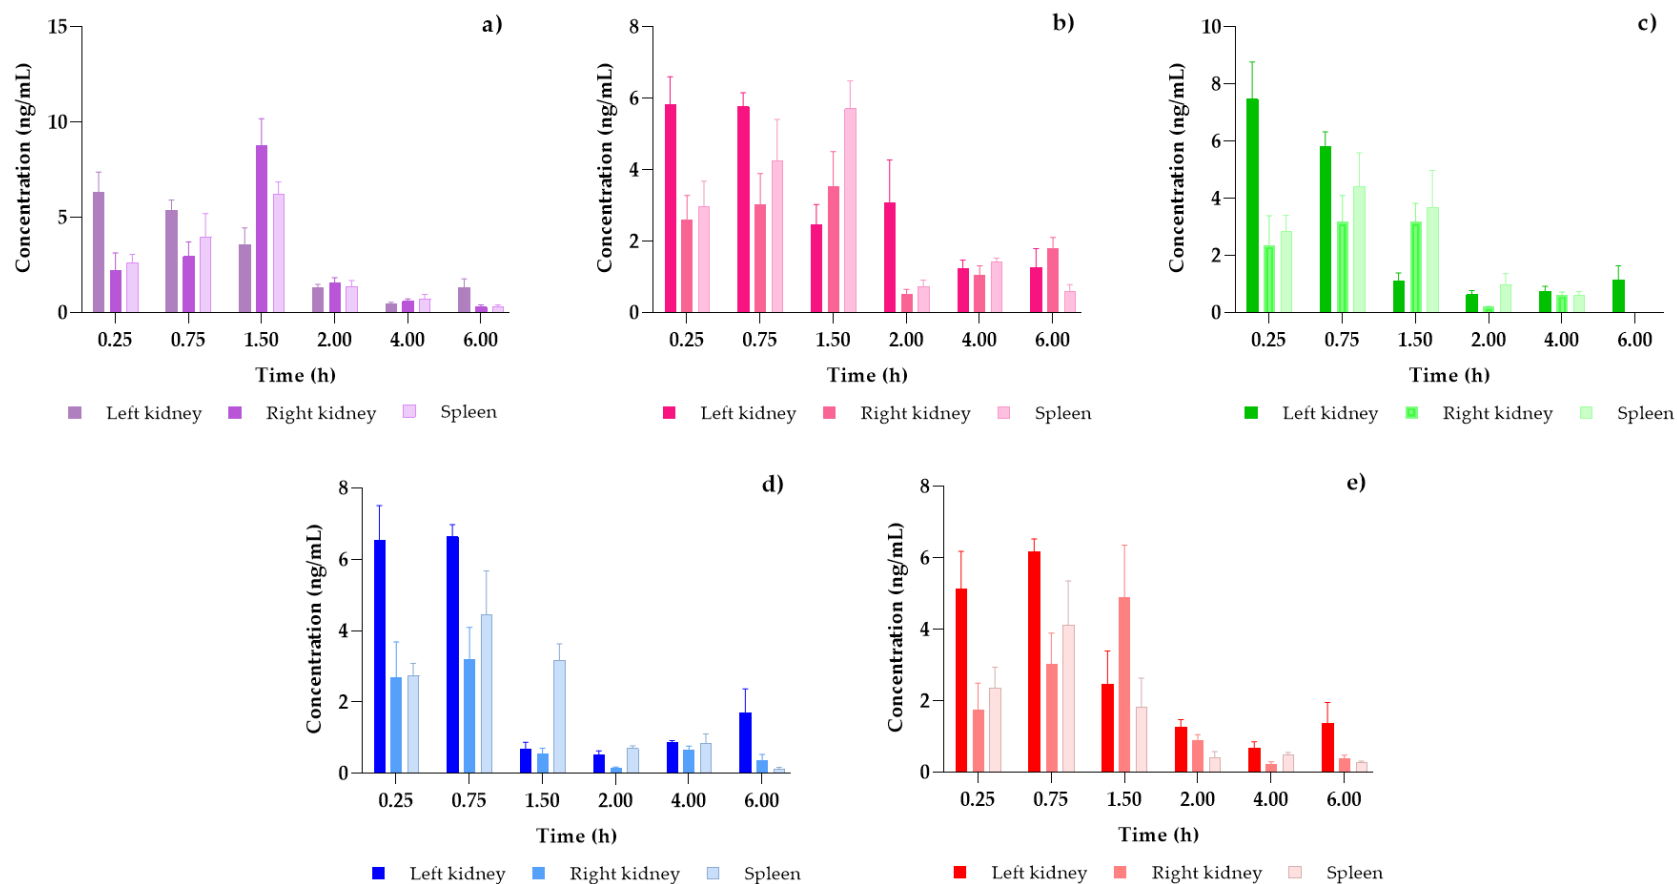 a)
Concentration (ng/mL)
15
10
5
0
0.25 0.75 1.50 2.00 4.00 6.00
Time (h)
Left kidney Right kidney Spleen
b)
Concentration (ng/mL)
8
6
4
2
0
0.25 0.75 1.50 2.00 4.00 6.00
Time (h)
Left kidney Right kidney Spleen
c)
Concentration (ng/mL)
10
8
6
4
2
0
0.25 0.75 1.50 2.00 4.00 6.00
Time (h)
Left kidney Right kidney Spleen
d)
Concentration (ng/mL)
8
6
4
2
0
0.25 0.75 1.50 2.00 4.00 6.00
Time (h)
Left kidney Right kidney Spleen
e)
Concentration (ng/mL)
8
6
4
2
0
0.25 0.75 1.50 2.00 4.00 6.00
Time (h)
Left kidney Right kidney Spleen